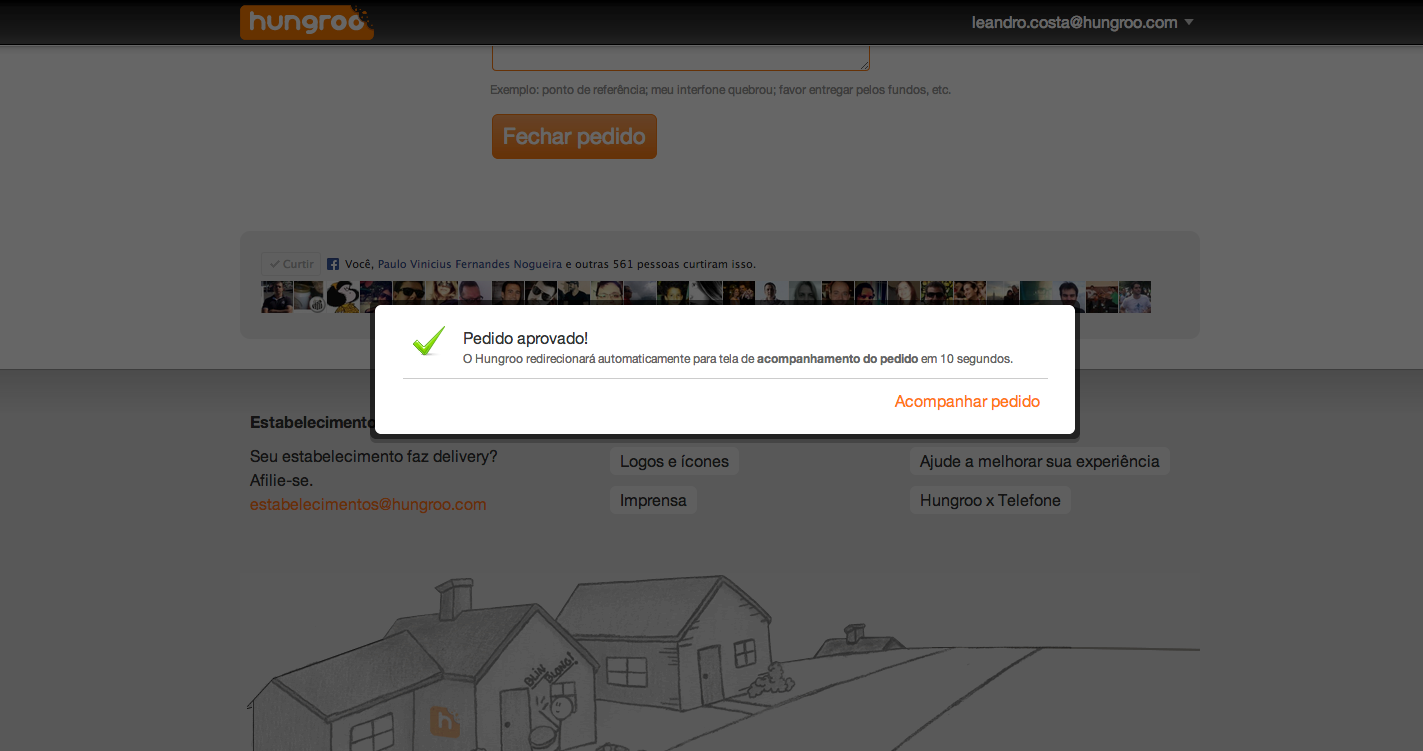 hungroo
leandro.costa@hungroo.com
Exemplo: ponto de referência; meu interfone quebrou; favor entregar pelos fundos, etc.
Fechar pedido
Curtir
Você, Paulo Vinicius Fernandes Nogueira e outras 561 pessoas curtiram isso.
Pedido aprovado!
O Hungroo redirecionará automaticamente para tela de acompanhamento do pedido em 10 segundos.
Acompanhar pedido
Estabelecimento
Seu estabelecimento faz delivery?
Afilie-se.
estabelecimentos@hungroo.com
Logos e ícones
Imprensa
Ajude a melhorar sua experiência
Hungroo x Telefone
BLIN
BLONG!
h